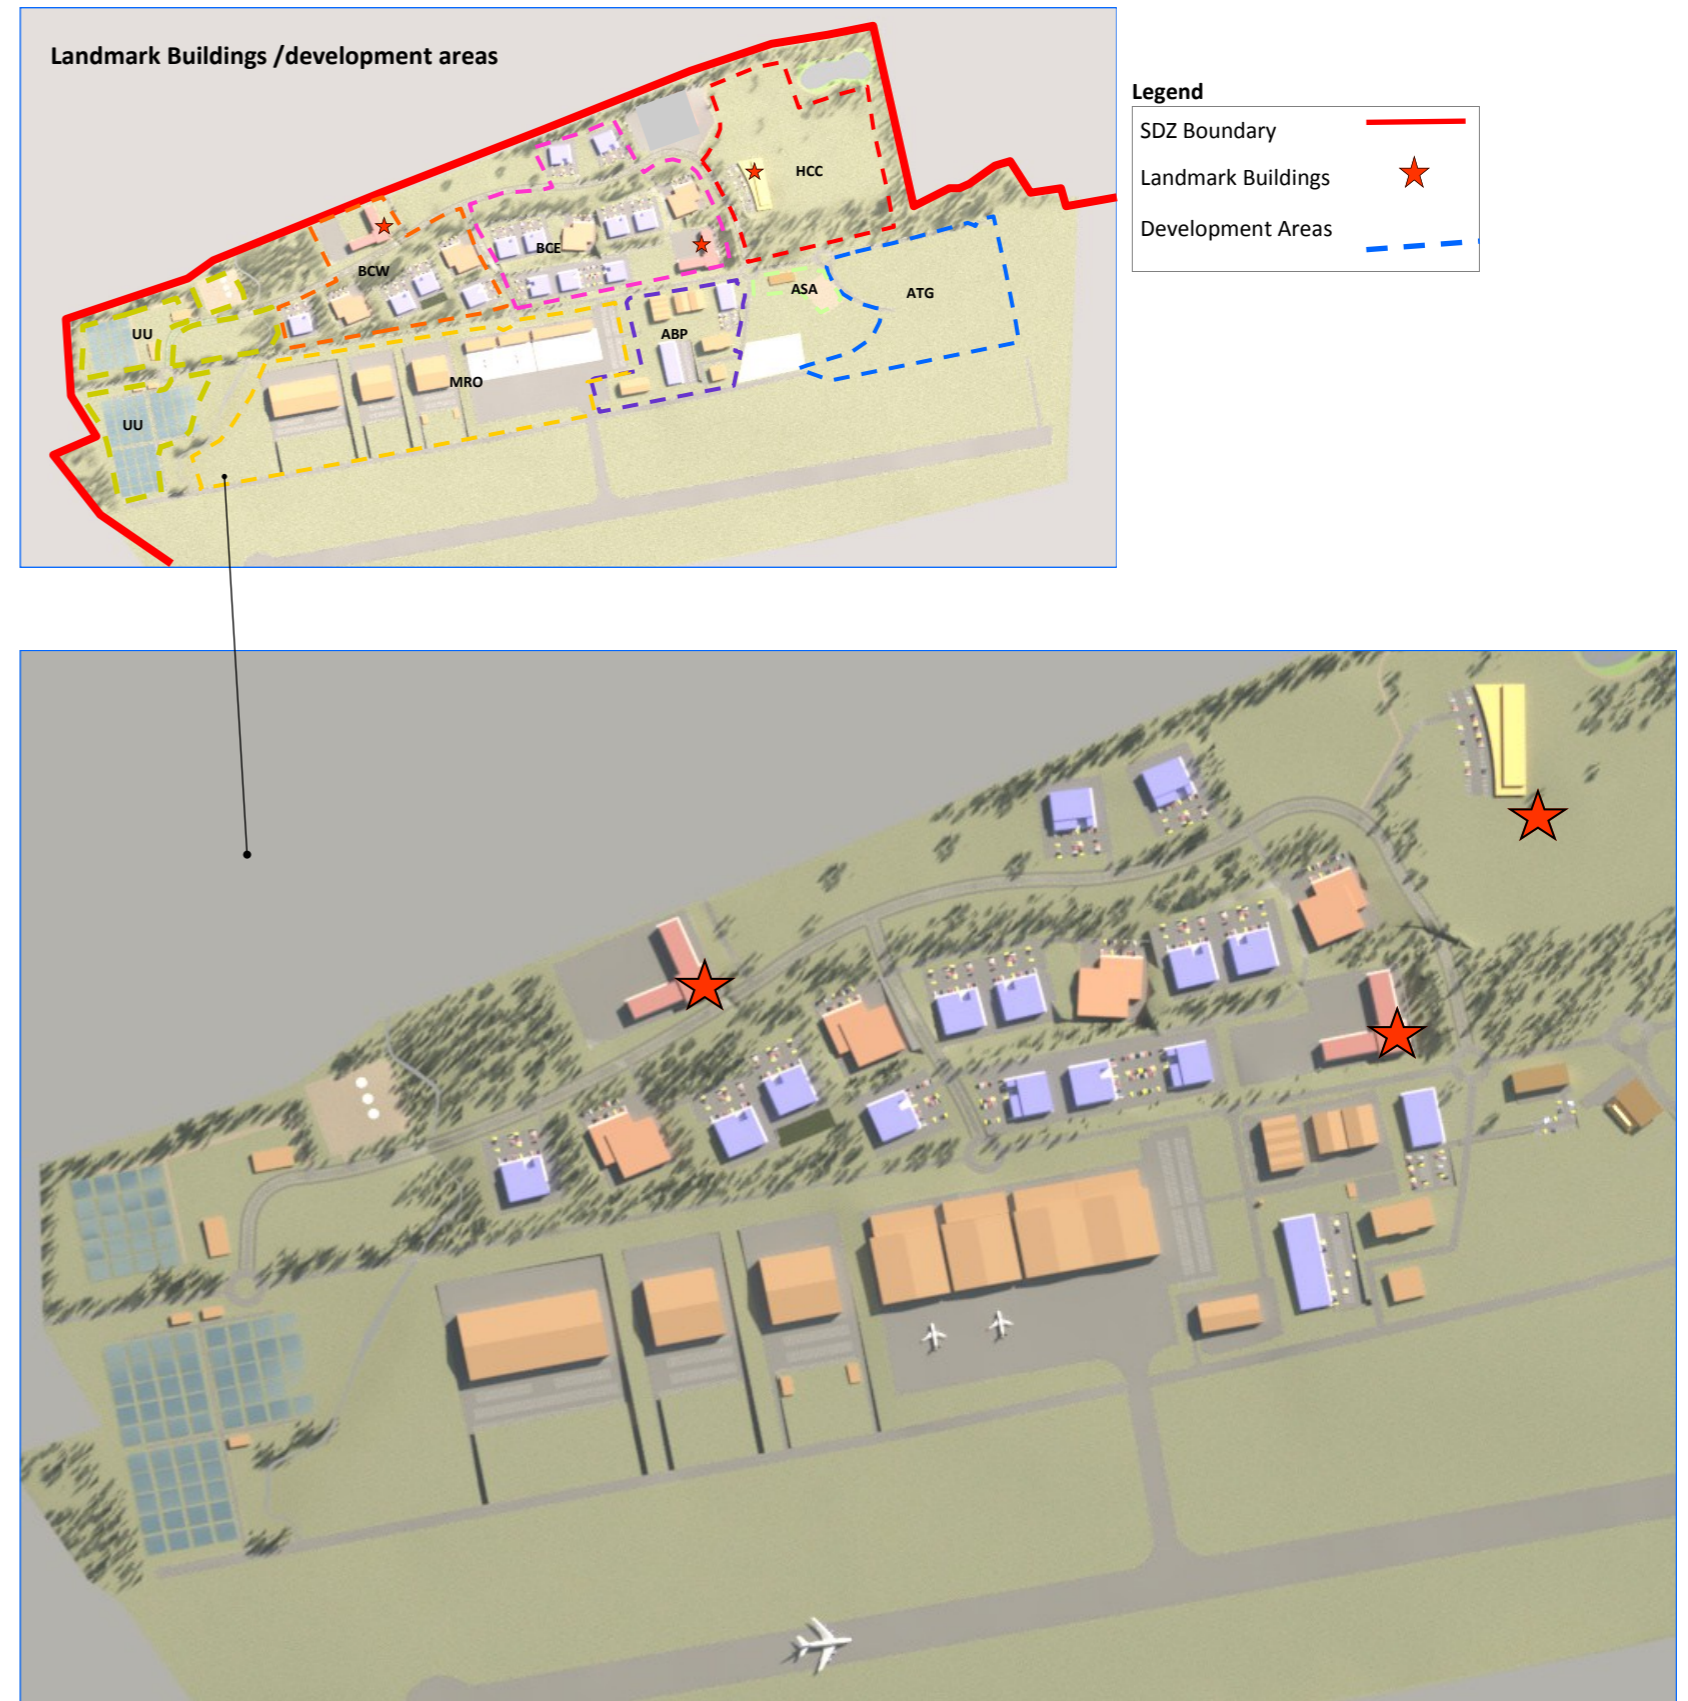 Landmark Buildings /development areas
Legend
SDZ Boundary
Landmark Buildings
Development Areas
HCC
BCE
BCW
ASA
ATG
UU
ABP
MRO
UU